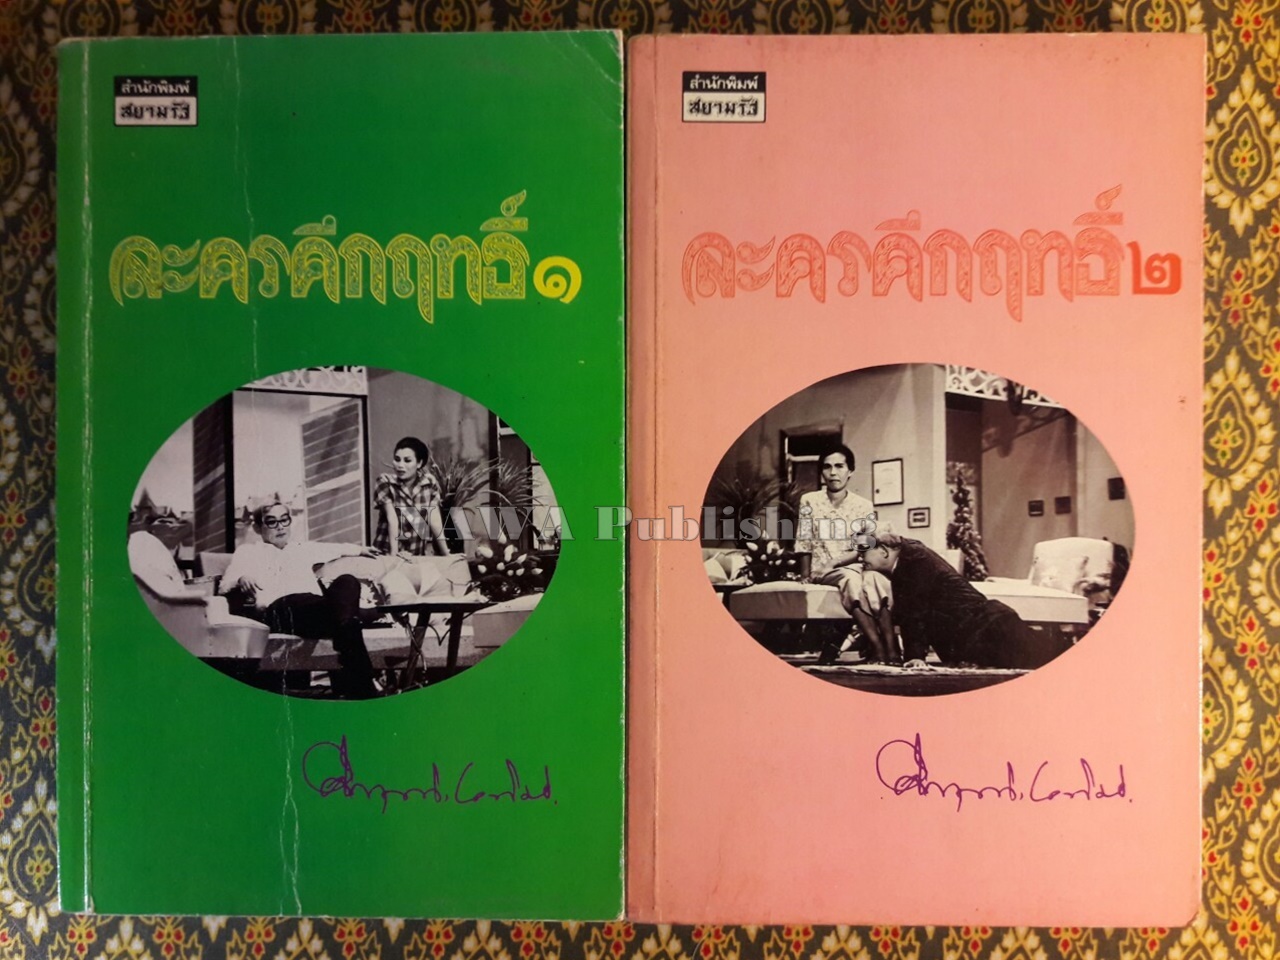 สำนักพิมพ์
สยามรัฐ
ละครคึกฤทธิ์ ๑
สำนักพิมพ์
สยามรัฐ
ละครคึกฤทธิ์ ๒
NAWA Publishing